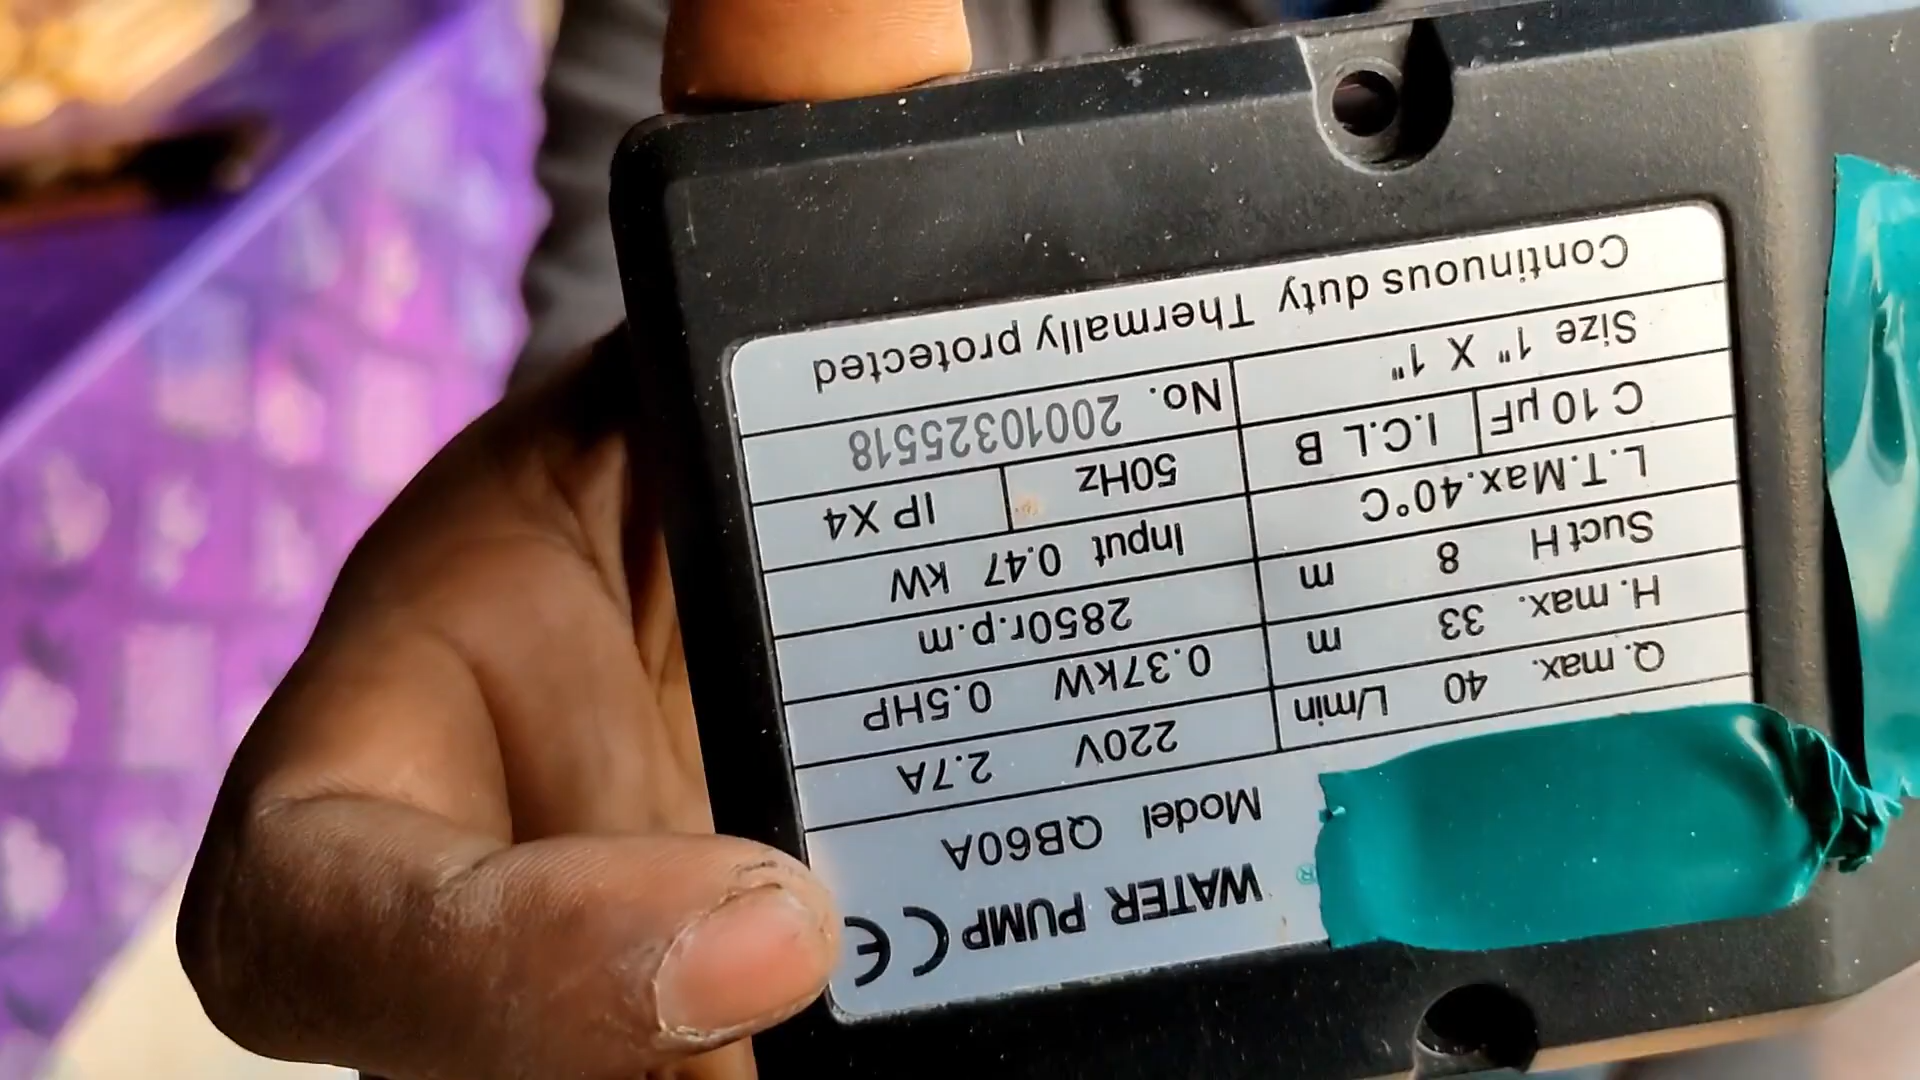 WATER PUMP CE
®
Model QB60A
Q.max. 40 L/min 220V 2.7A
H.max. 33 m 0.37kW 0.5HP
Suct H 8 m 2850r.p.m
L.T.Max.40°C Input 0.47 kW
C 10 µF I.C.L B 50Hz IP X4
Size 1" X 1" No. 20010325518
Continuous duty Thermally protected